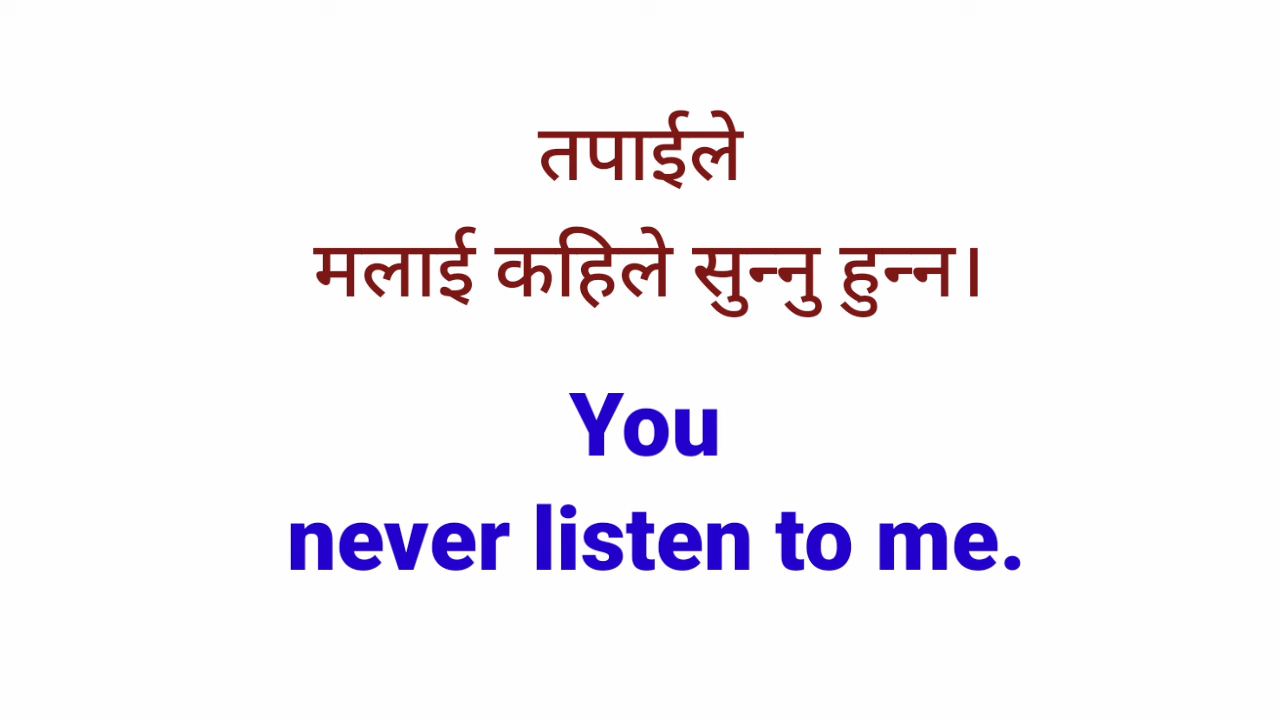 तपाईले
मलाई कहिले सुन्नु हुन्न।
You
never listen to me.